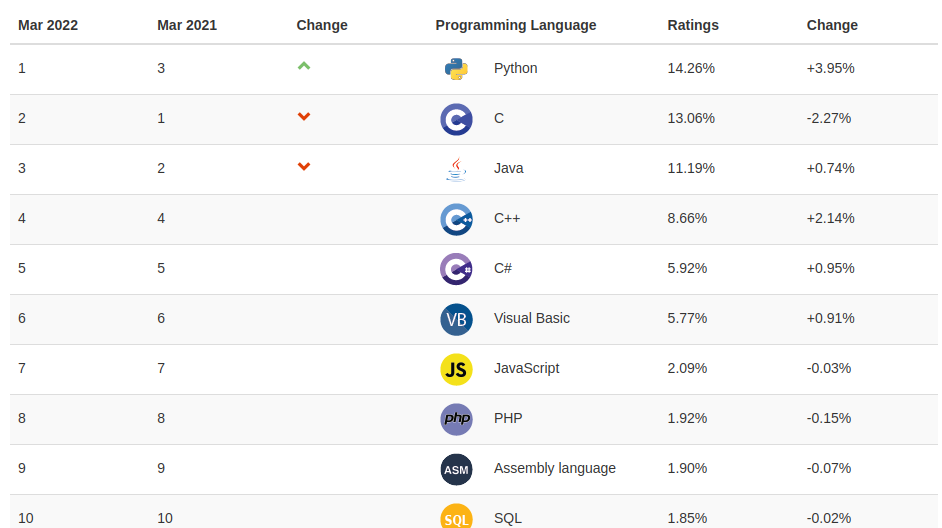 Mar 2022 Mar 2021 Change Programming Language Ratings Change
1 3 Python 14.26% +3.95%
2 1 C 13.06% -2.27%
3 2 Java 11.19% +0.74%
4 4 C++ 8.66% +2.14%
5 5 C# 5.92% +0.95%
6 6 VB Visual Basic 5.77% +0.91%
7 7 JS JavaScript 2.09% -0.03%
8 8 php PHP 1.92% -0.15%
9 9 ASM Assembly language 1.90% -0.07%
10 10 SQL SQL 1.85% -0.02%